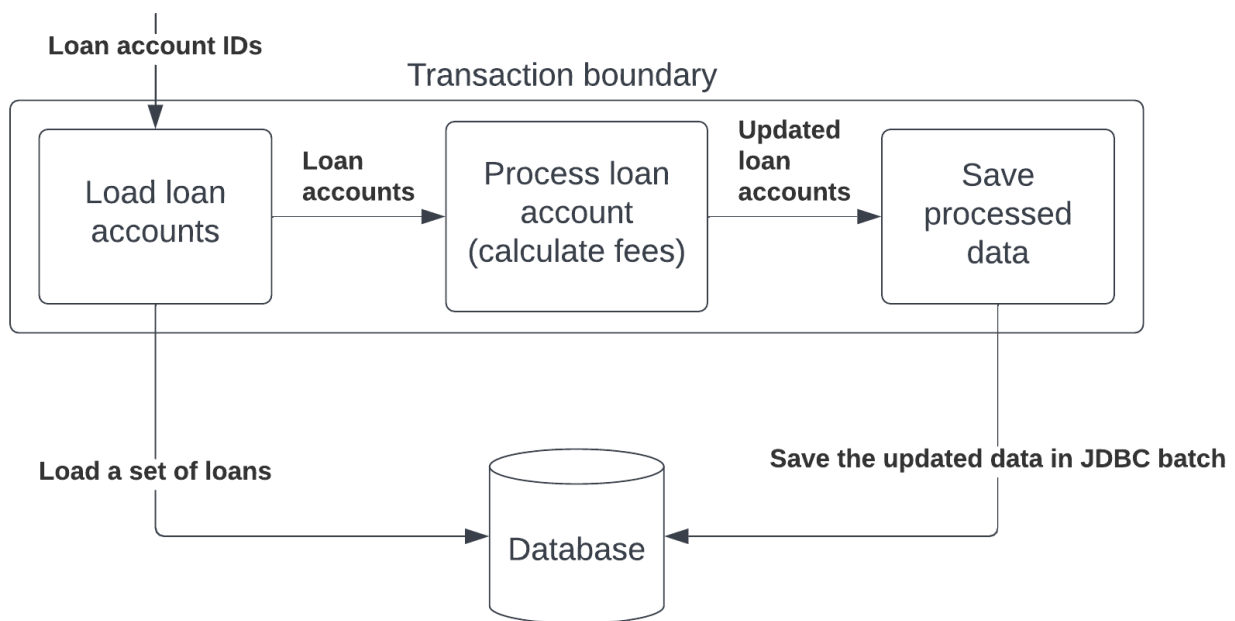 Loan account IDs
Transaction boundary
Load loan
accounts
Loan
accounts
Process loan
account
(calculate fees)
Updated
loan
accounts
Save
processed
data
Load a set of loans
Save the updated data in JDBC batch
Database